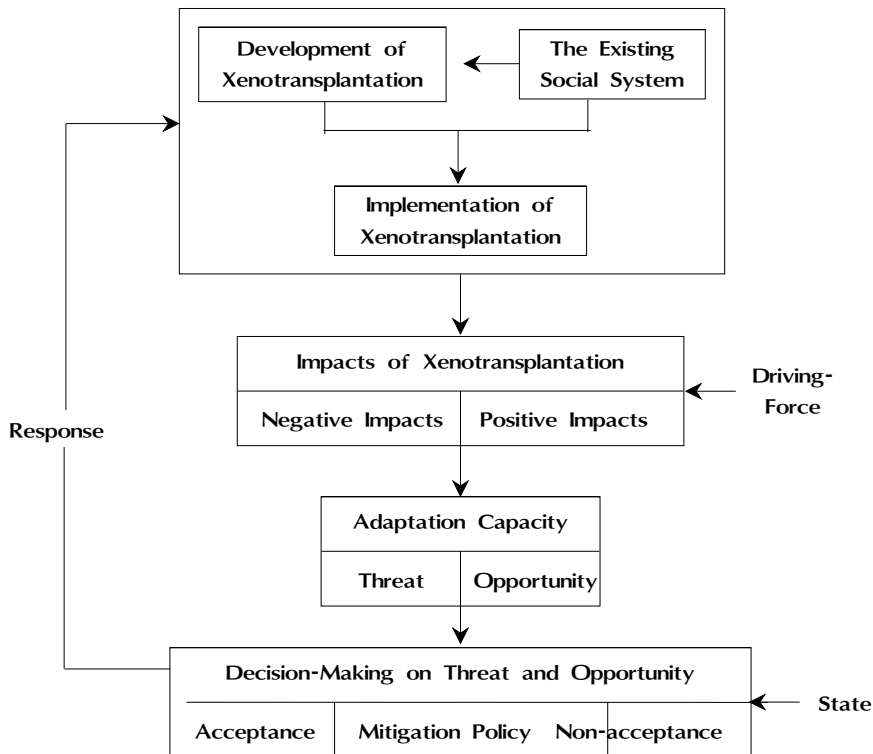 Development of
Xenotransplantation
The Existing
Social System
Implementation of
Xenotransplantation
Impacts of Xenotransplantation
Negative Impacts
Positive Impacts
Driving-
Force
Response
Adaptation Capacity
Threat
Opportunity
Decision-Making on Threat and Opportunity
Acceptance
Mitigation Policy
Non-acceptance
State